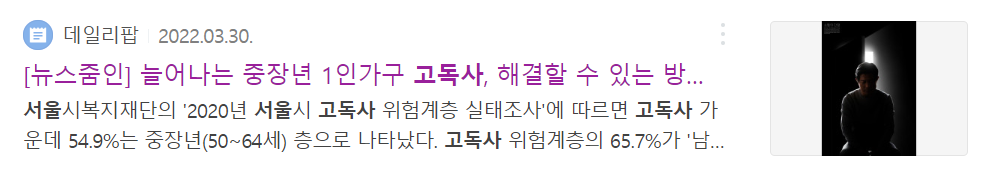 데일리팝 2022.03.30.
[뉴스줌인] 늘어나는 중장년 1인가구 고독사, 해결할 수 있는 방...
서울시복지재단의 '2020년 서울시 고독사 위험계층 실태조사'에 따르면 고독사 가
운데 54.9%는 중장년(50~64세) 층으로 나타났다. 고독사 위험계층의 65.7%가 '남...